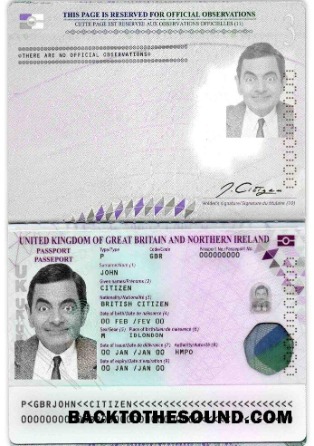 THIS PAGE IS RESERVED FOR OFFICIAL OBSERVATIONS
CETTE PAGE EST RESERVEE AUX OBSERVATIONS OFFICIELLES (11)
THERE ARE NO OFFICIAL OBSERVATIONS
J. Citizen
Holder's signature/Signature du titulaire (10)
UNITED KINGDOM OF GREAT BRITAIN AND NORTHERN IRELAND
PASSPORT
PASSEPORT
Type/Type Code/Code Passport No./Passeport No.
P GBR 000000000
Surname/Nom (1)
JOHN
Given names/Prénoms (2)
CITIZEN
Nationality/Nationalité (3)
BRITISH CITIZEN
Date of birth/Date de naissance (4)
00 FEB /FEV 00
Sex/Sexe (5) Place of birth/Lieu de naissance (6)
M IDLONDON
Date of issue/Date de délivrance (7) Authority/Autorité (8)
00 JAN /JAN 00 HMPO
Date of expiry/Date d'expiration (9)
00 JAN /JAN 00
P<GBRJOHN<<CITIZEN<<<<<<<<<<<<<<<<<<<<<<<<<<
BACKTOTHESOUND.COM